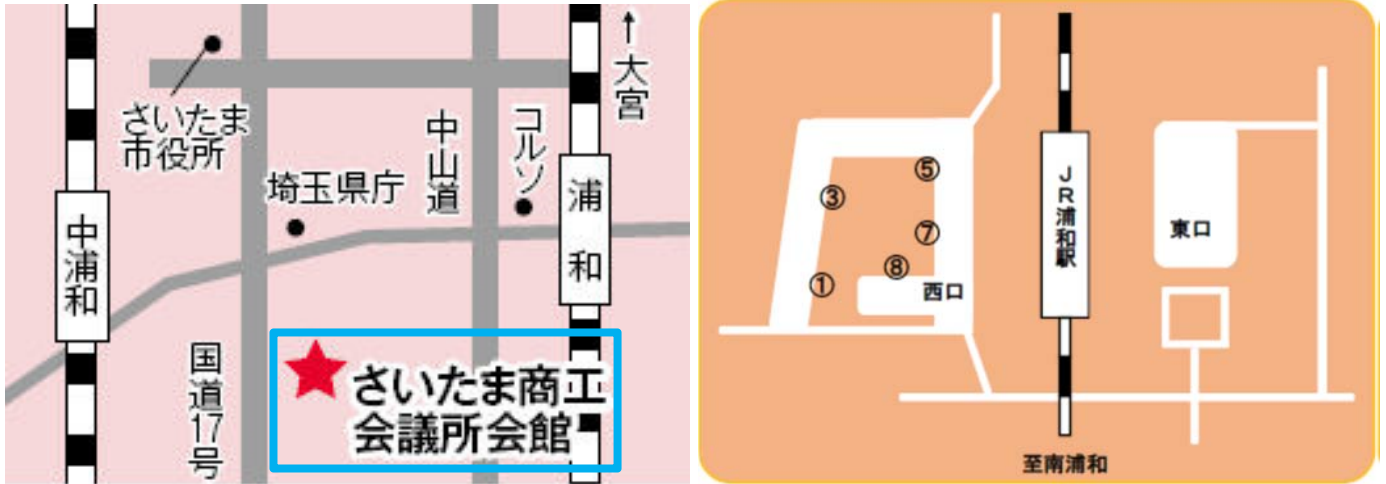 ↑大宮
さいたま
市役所
中山道
コルソ
埼玉県庁
浦和
中浦和
国道17号
さいたま商工
会議所会館
⑤
③
⑦
⑧
①
西口
JR浦和駅
東口
至南浦和